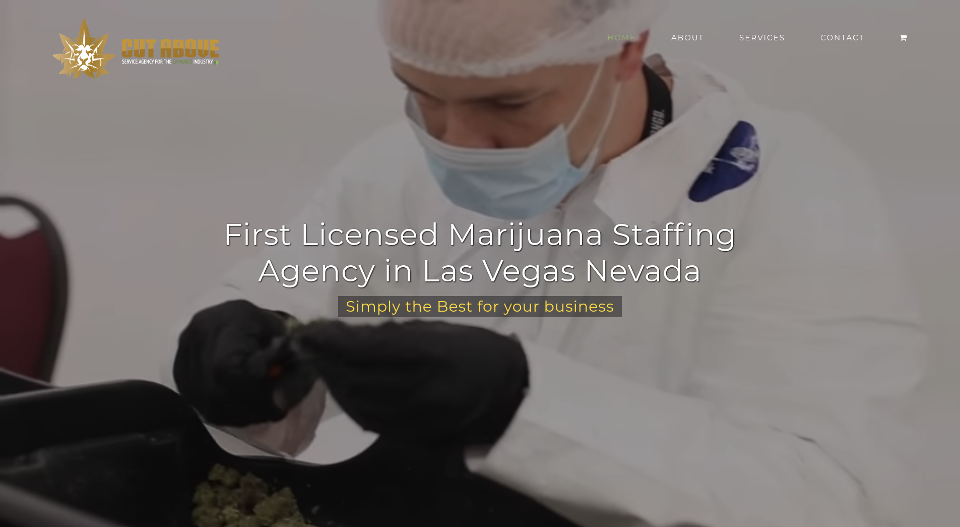 CUT ABOVE
SERVICE AGENCY FOR THE INDUSTRY
HOME
ABOUT
SERVICES
CONTACT
First Licensed Marijuana Staffing
Agency in Las Vegas Nevada
Simply the Best for your business